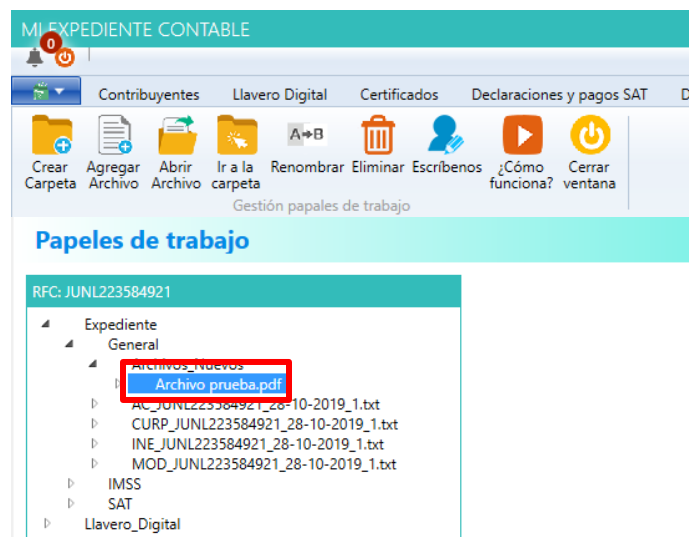 MI EXPEDIENTE CONTABLE
0
Contribuyentes Llavero Digital Certificados Declaraciones y pagos SAT D
Crear Carpeta
Agregar Archivo
Abrir Archivo
Ir a la carpeta
A➔B
Renombrar
Eliminar
Escríbenos
¿Cómo funciona?
Cerrar ventana
Gestión papales de trabajo
Papeles de trabajo
RFC: JUNL223584921
Expediente
General
Archivos_Nuevos
Archivo prueba.pdf
AC_JUNL223584921_28-10-2019_1.txt
CURP_JUNL223584921_28-10-2019_1.txt
INE_JUNL223584921_28-10-2019_1.txt
MOD_JUNL223584921_28-10-2019_1.txt
IMSS
SAT
Llavero_Digital